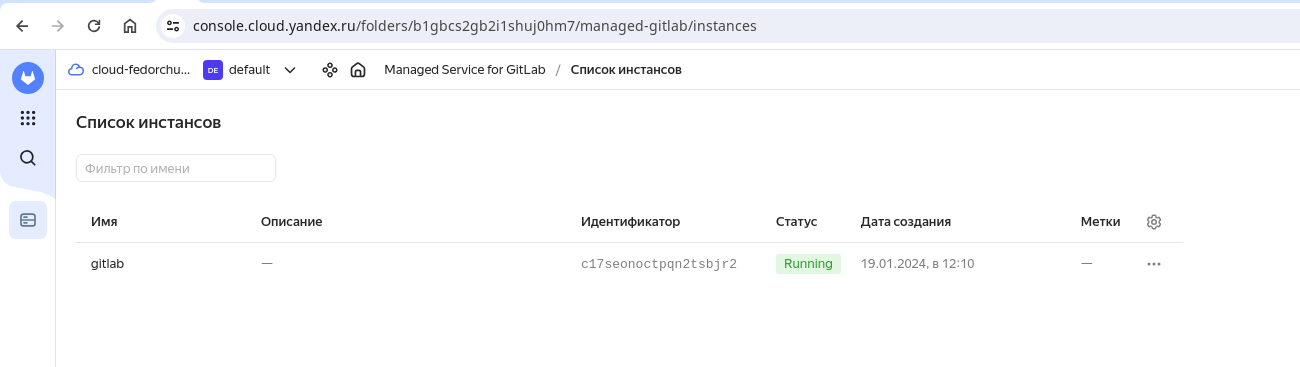 console.cloud.yandex.ru/folders/b1gbcs2gb2i1shuj0hm7/managed-gitlab/instances
cloud-fedorchu... DE default Managed Service for GitLab / Список инстансов
Список инстансов
Фильтр по имени
Имя Описание Идентификатор Статус Дата создания Метки
gitlab — c17seonoctpqn2tsbjr2 Running 19.01.2024, в 12:10 —